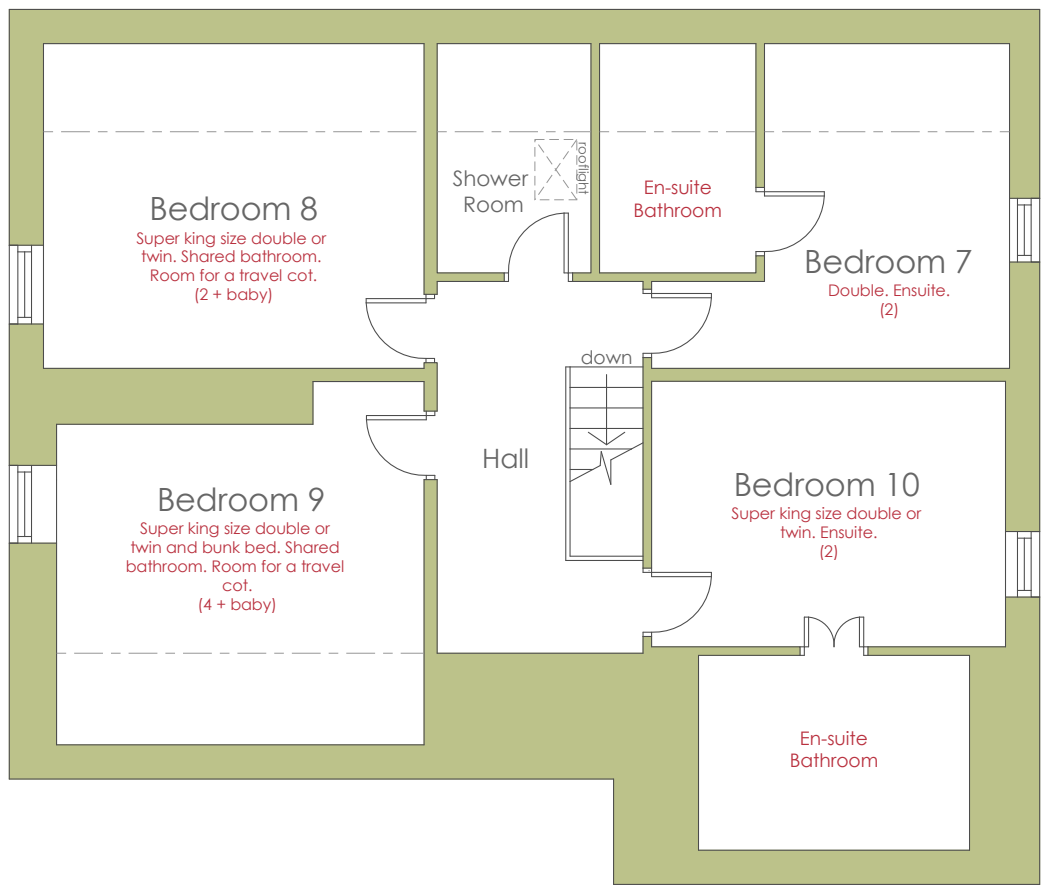 Bedroom 8
Super king size double or
twin. Shared bathroom.
Room for a travel cot.
(2 + baby)
Shower
Room
rooflight
En-suite
Bathroom
Bedroom 7
Double. Ensuite.
(2)
down
Hall
Bedroom 9
Super king size double or
twin and bunk bed. Shared
bathroom. Room for a travel
cot.
(4 + baby)
Bedroom 10
Super king size double or
twin. Ensuite.
(2)
En-suite
Bathroom